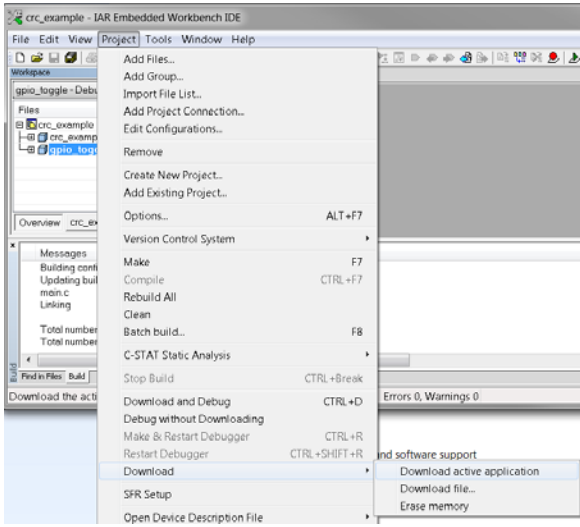 crc_example - IAR Embedded Workbench IDE
File Edit View Project Tools Window Help
Workspace
gpio_toggle - Debu
Files
crc_example
crc_examp
gpio_togg
Overview crc_ex
Add Files...
Add Group...
Import File List...
Add Project Connection...
Edit Configurations...
Remove
Create New Project...
Add Existing Project...
Options... ALT+F7
Version Control System
Make F7
Compile CTRL+F7
Rebuild All
Clean
Batch build... F8
C-STAT Static Analysis
Stop Build CTRL+Break
Download and Debug CTRL+D
Debug without Downloading
Make & Restart Debugger CTRL+R
Restart Debugger CTRL+SHIFT+R
Download
SFR Setup
Open Device Description File
Messages
Building confi
Updating buil
main.c
Linking
Total number
Total number
Build
Find in Files Build
Download the acti
Errors 0, Warnings 0
nd software support
Download active application
Download file...
Erase memory